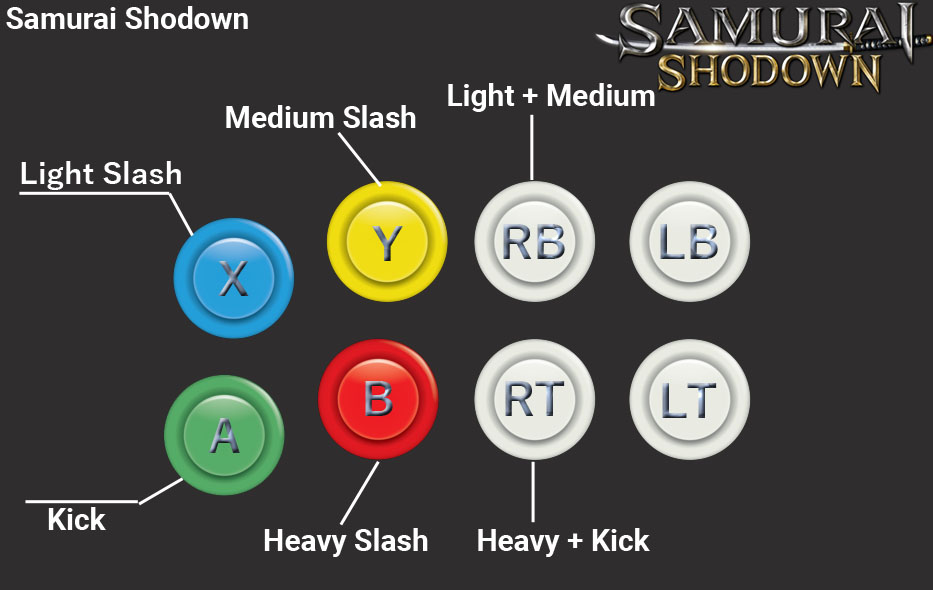 Samurai Shodown
SAMURAI
SHODOWN
Light + Medium
Medium Slash
Light Slash
X
Y
RB
LB
A
B
RT
LT
Kick
Heavy Slash
Heavy + Kick